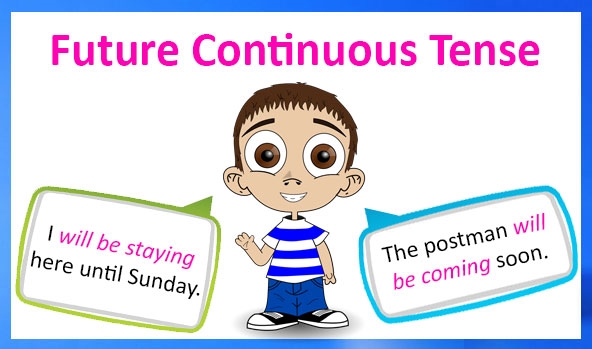 Future Continuous Tense
I will be staying
here until Sunday.
The postman will
be coming soon.